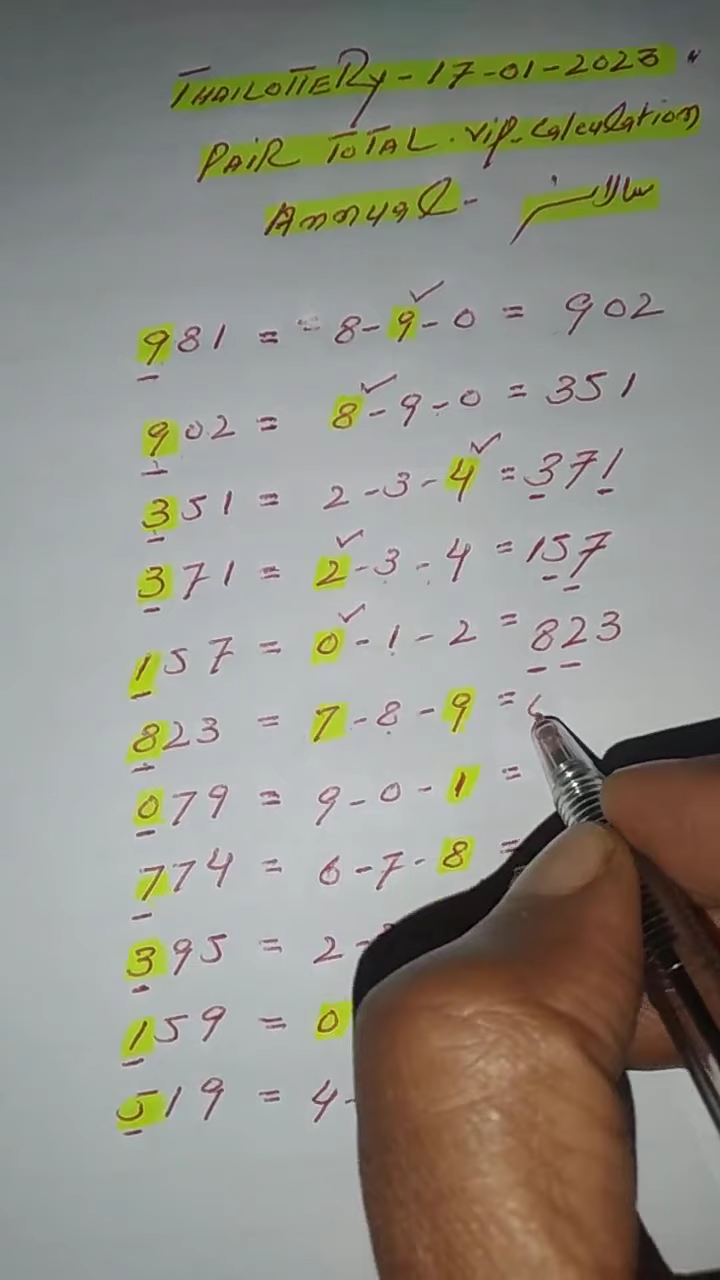 THAILOTTERY-17-01-2023
PAIR TOTAL. Vip-Calculation
Annual- سالانہ
981 = 8-9-0 = 902
902 = 8-9-0 = 351
351 = 2-3-4 = 371
371 = 2-3-4 = 157
157 = 0-1-2 = 823
823 = 7-8-9 =
079 = 9-0-1 =
774 = 6-7-8 =
395 = 2-
159 = 0
519 = 4-